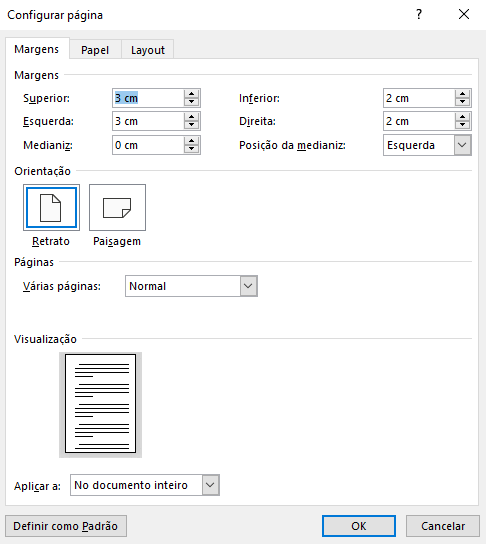 Configurar página
Margens Papel Layout
Margens
Superior: 3 cm Inferior: 2 cm
Esquerda: 3 cm Direita: 2 cm
Medianiz: 0 cm Posição da medianiz: Esquerda
Orientação
Retrato Paisagem
Páginas
Várias páginas: Normal
Visualização
Aplicar a: No documento inteiro
Definir como Padrão OK Cancelar